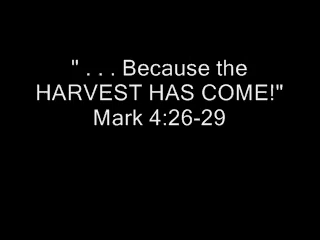 " . . . Because the
HARVEST HAS COME!"
Mark 4:26-29